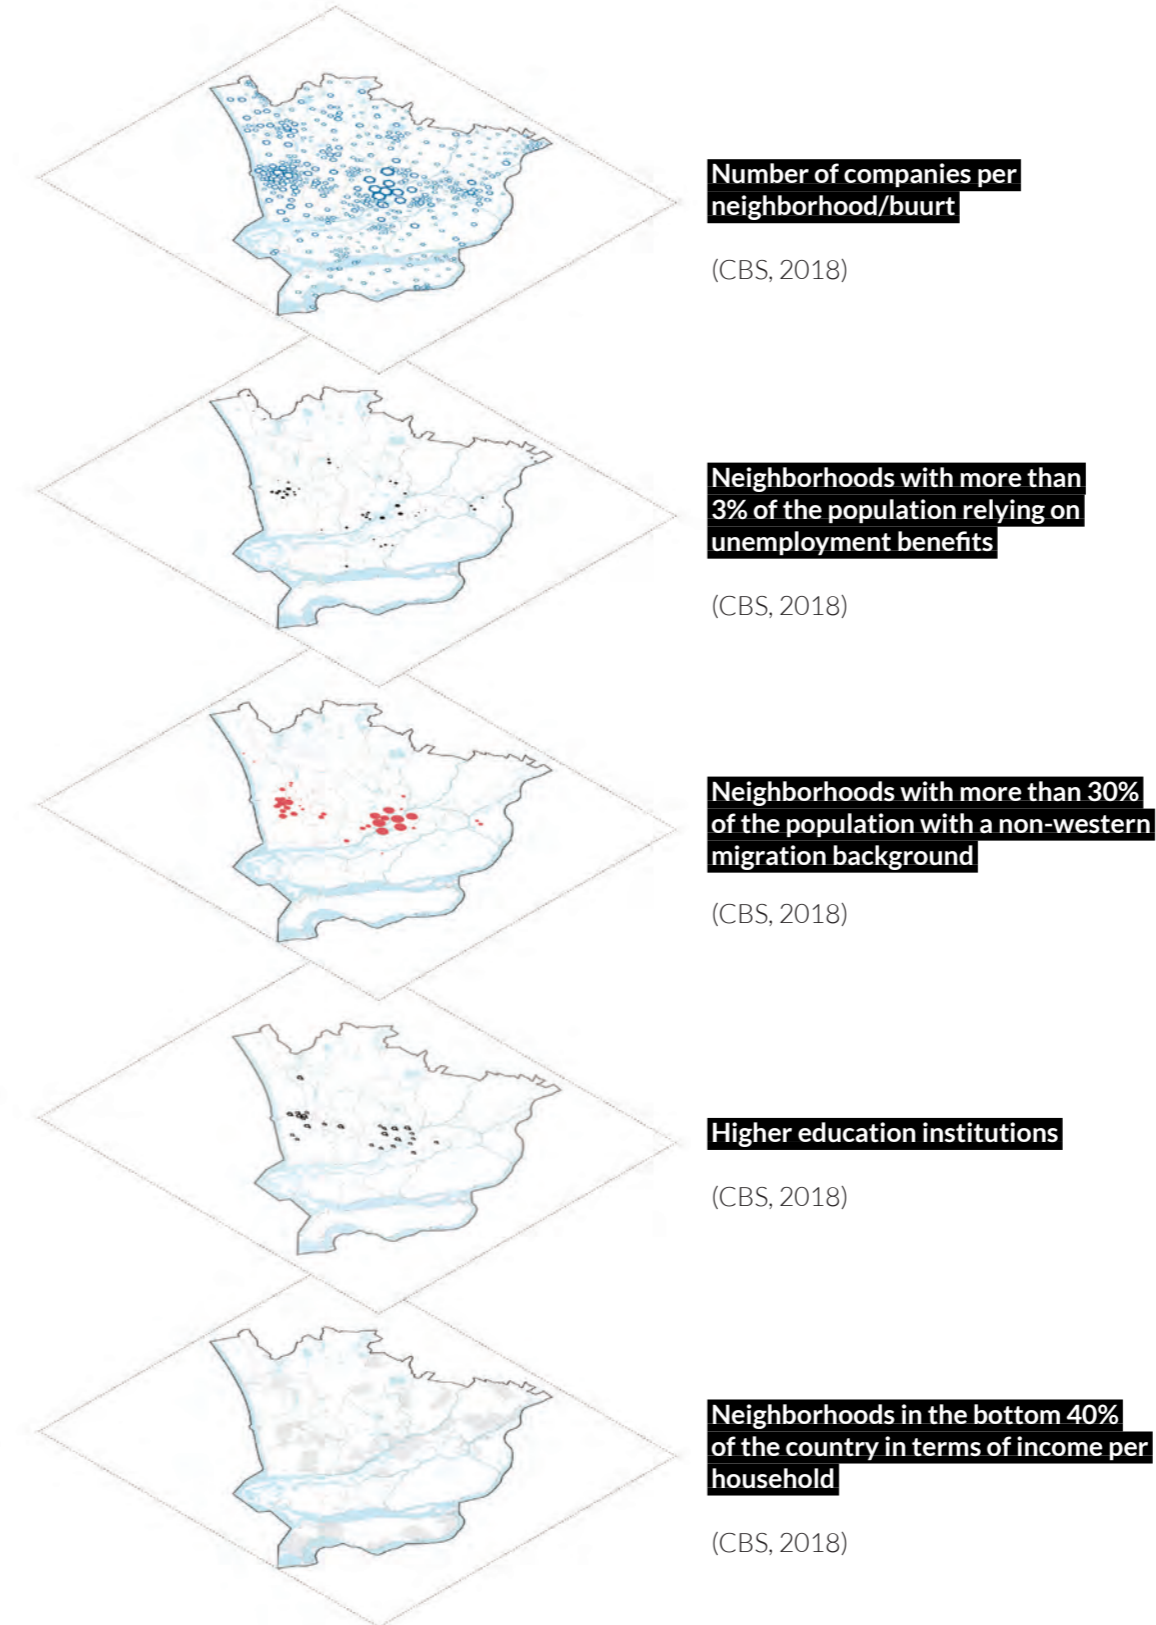 Number of companies per
neighborhood/buurt
(CBS, 2018)
Neighborhoods with more than
3% of the population relying on
unemployment benefits
(CBS, 2018)
Neighborhoods with more than 30%
of the population with a non-western
migration background
(CBS, 2018)
Higher education institutions
(CBS, 2018)
Neighborhoods in the bottom 40%
of the country in terms of income per
household
(CBS, 2018)